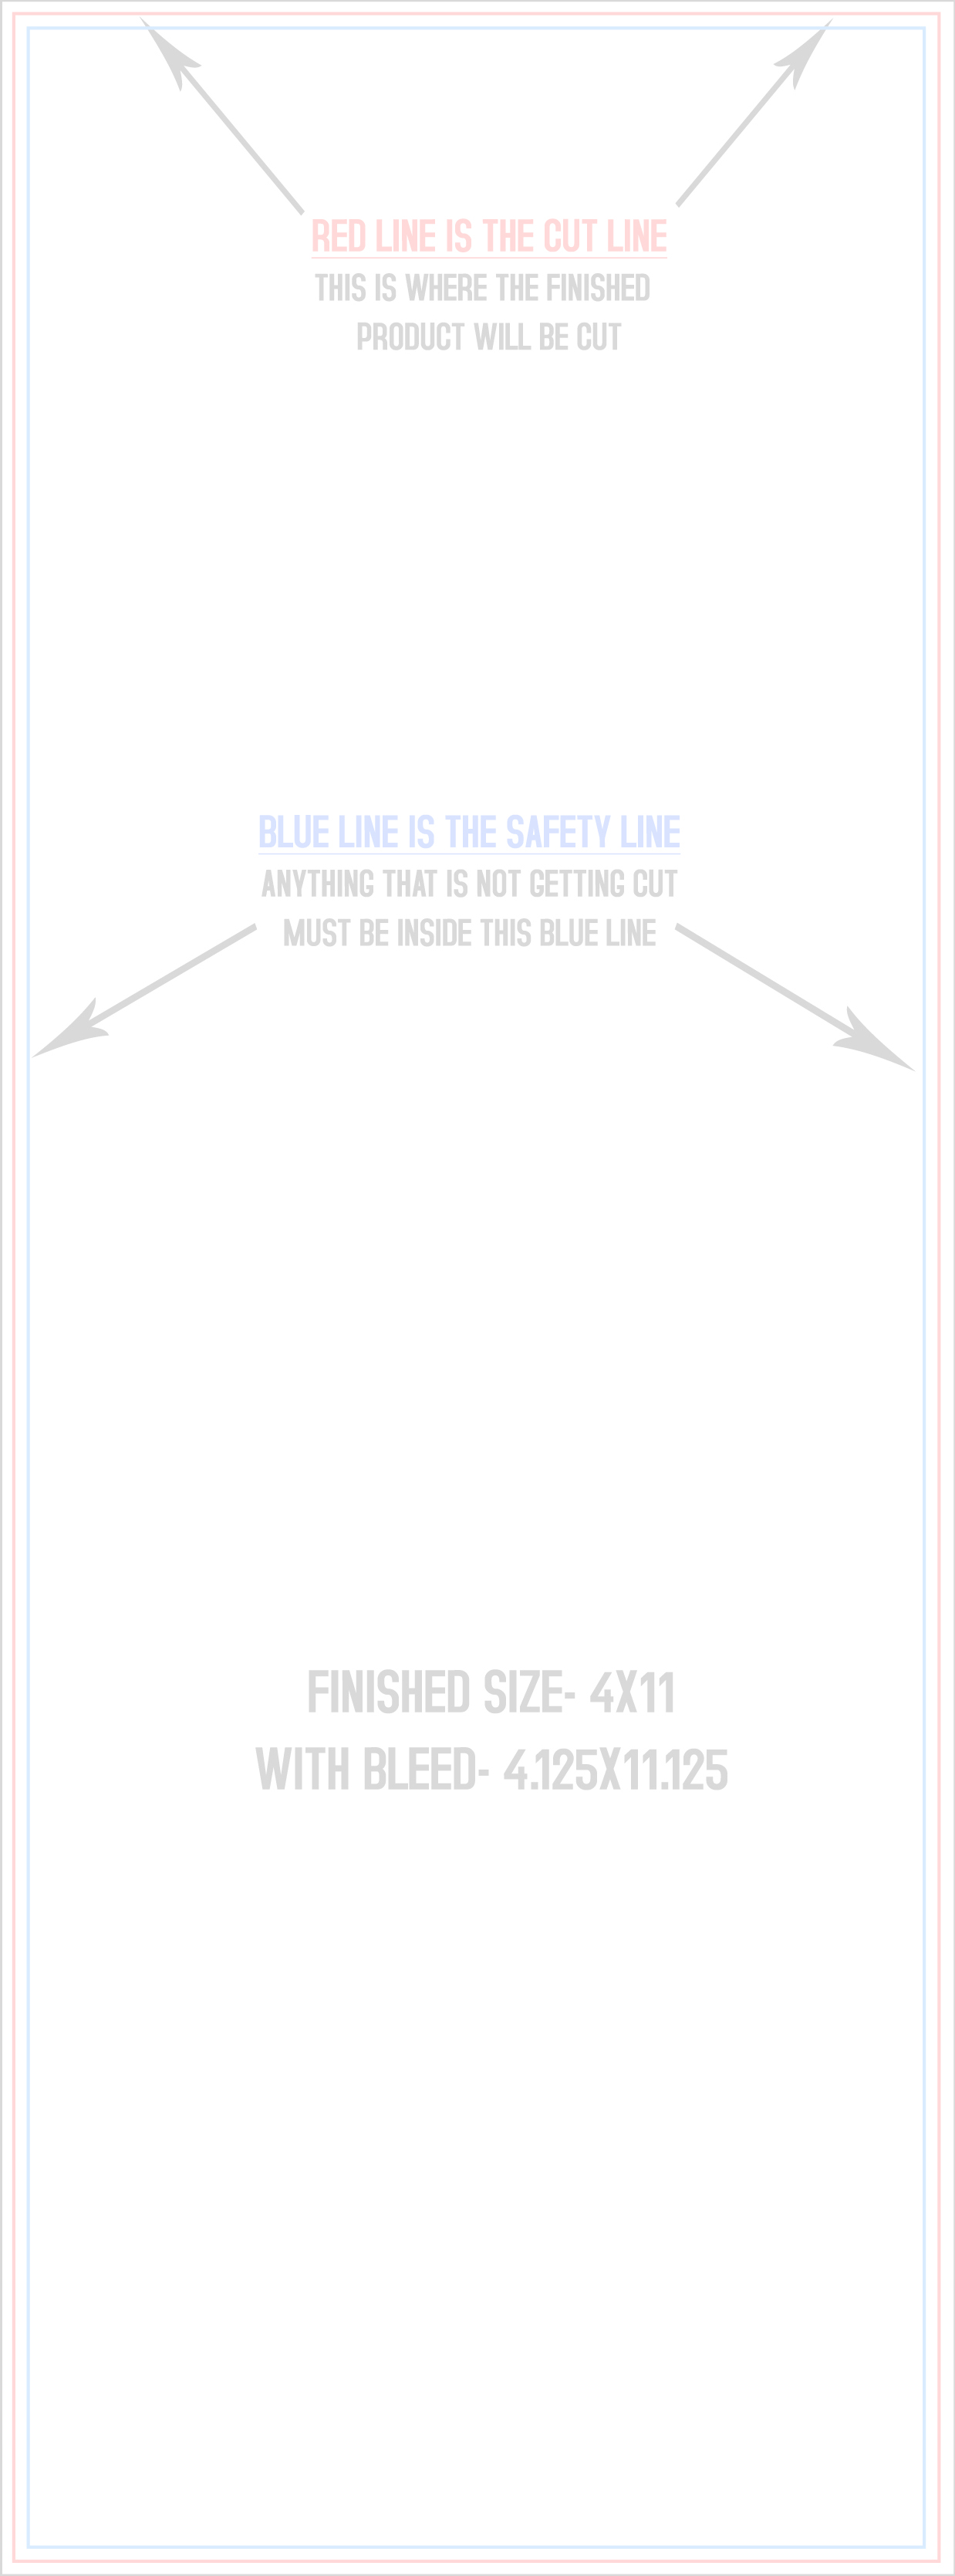 RED LINE IS THE CUT LINE
THIS IS WHERE THE FINISHED
PRODUCT WILL BE CUT
BLUE LINE IS THE SAFETY LINE
ANYTHING THAT IS NOT GETTING CUT
MUST BE INSIDE THIS BLUE LINE
FINISHED SIZE- 4X11
WITH BLEED- 4.125X11.125